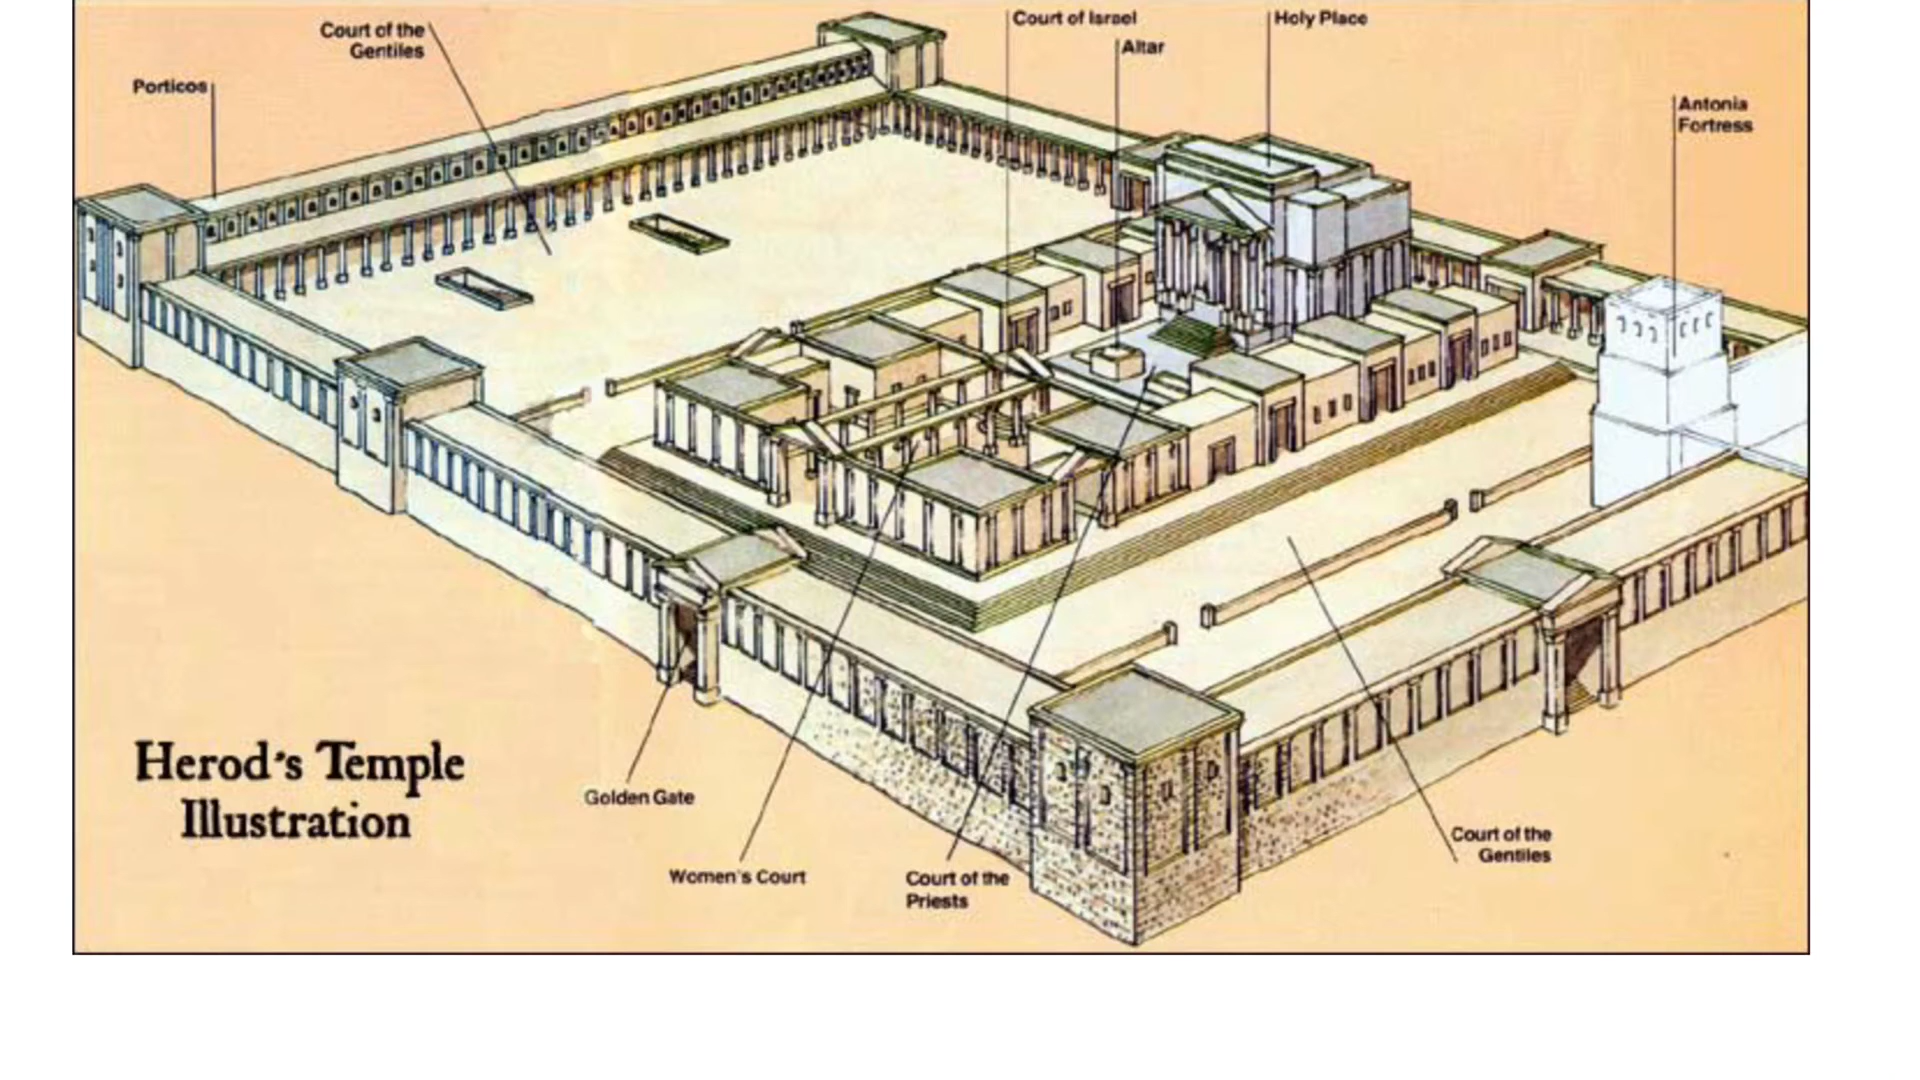 Court of the
Gentiles
Porticos
Court of Israel
Altar
Holy Place
Antonia
Fortress
Herod's Temple
Illustration
Golden Gate
Women's Court
Court of the
Priests
Court of the
Gentiles